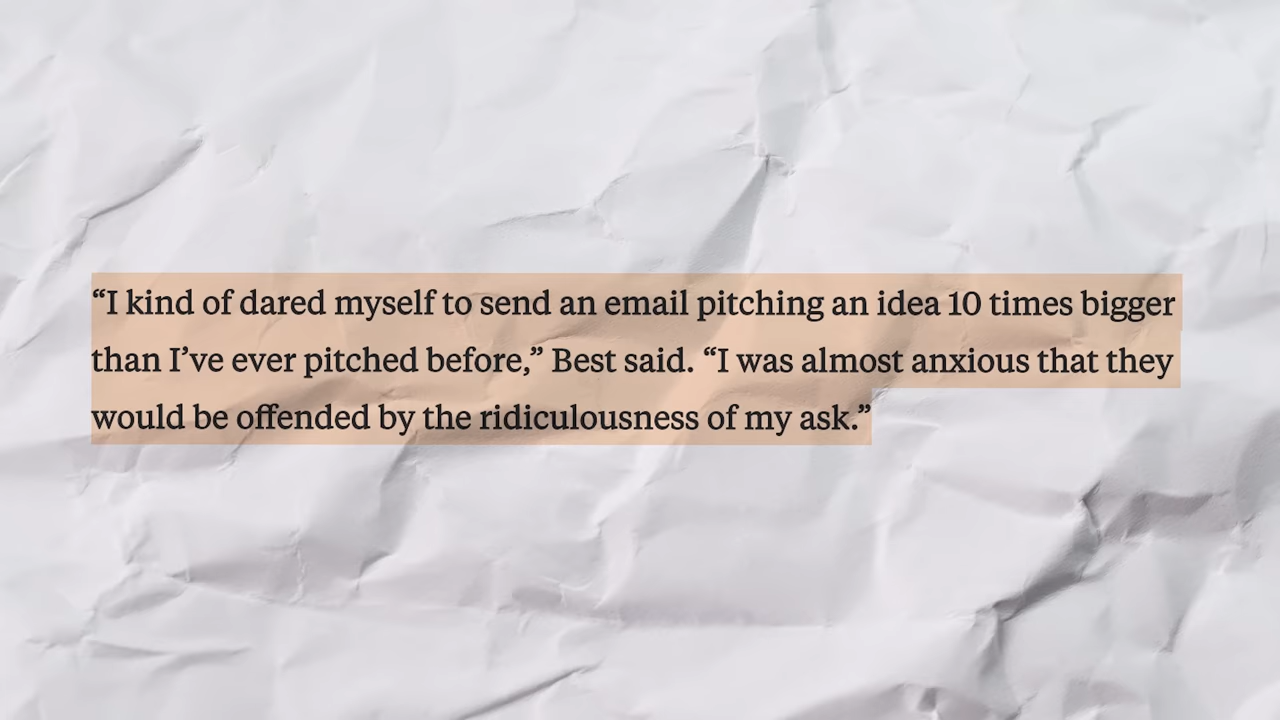 “I kind of dared myself to send an email pitching an idea 10 times bigger
than I’ve ever pitched before,” Best said. “I was almost anxious that they
would be offended by the ridiculousness of my ask.”